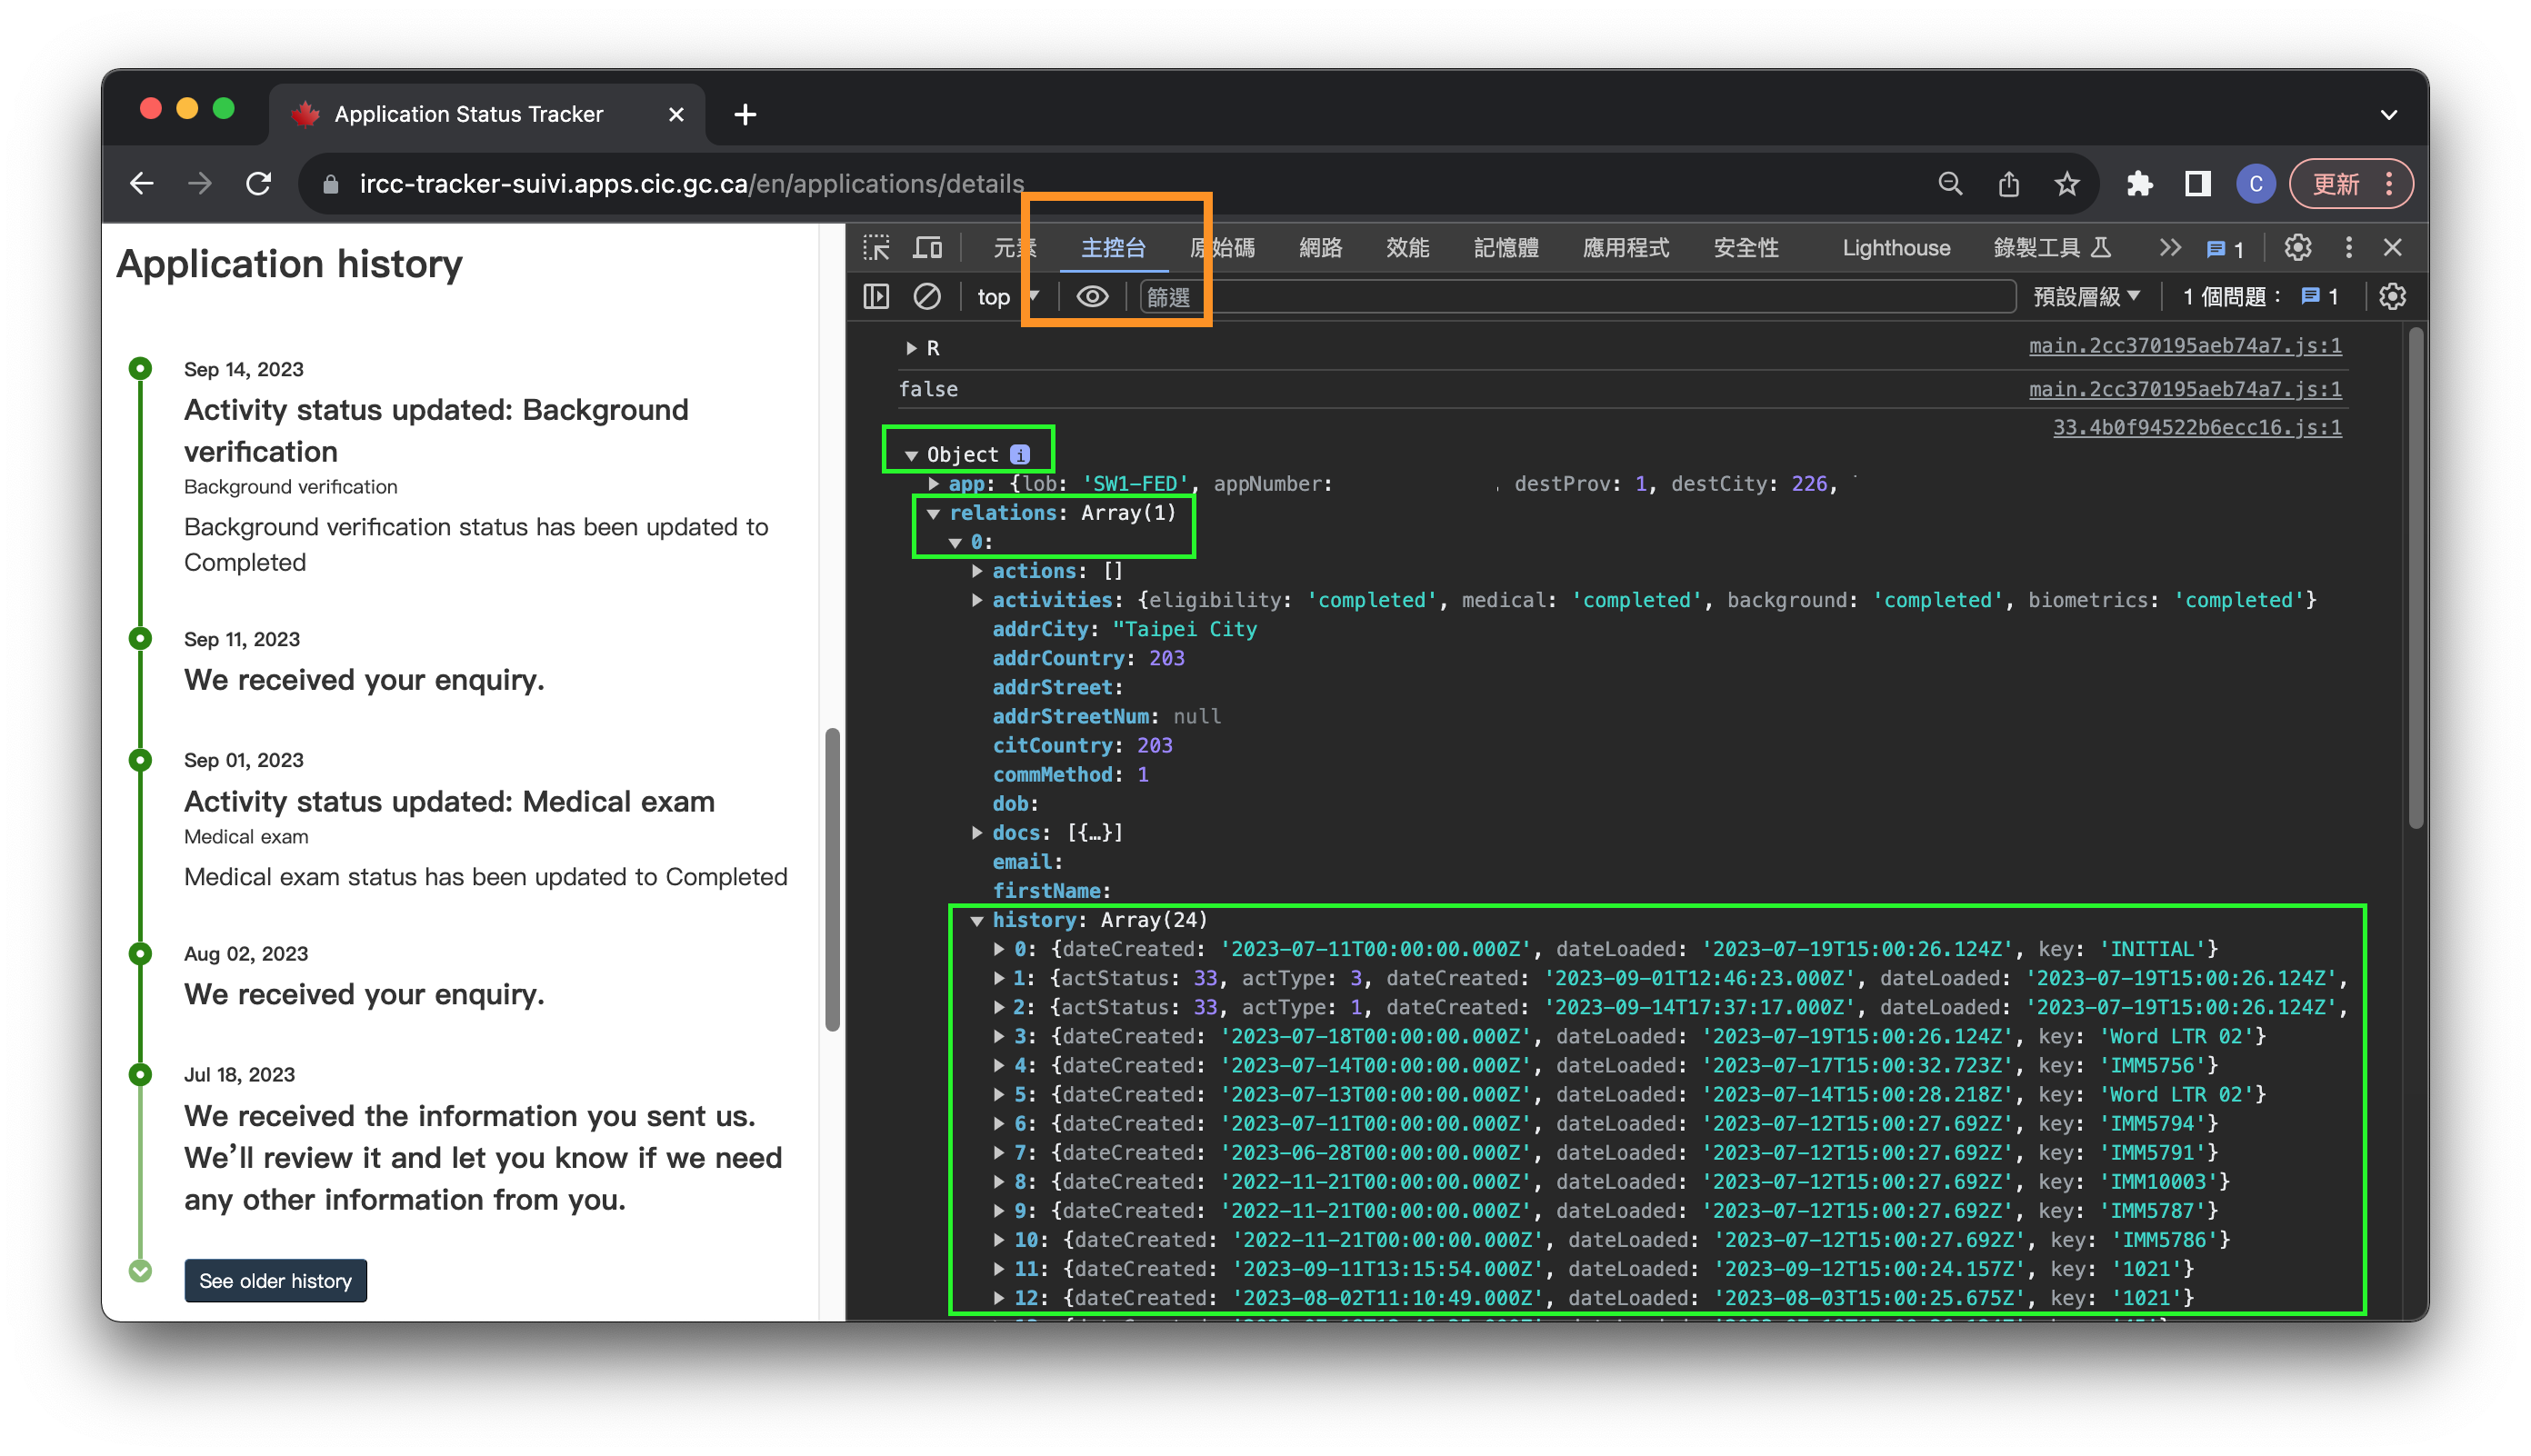 Application Status Tracker
ircc-tracker-suivi.apps.cic.gc.ca/en/applications/details
C
更新
Application history
Sep 14, 2023
Activity status updated: Background
verification
Background verification
Background verification status has been updated to
Completed
Sep 11, 2023
We received your enquiry.
Sep 01, 2023
Activity status updated: Medical exam
Medical exam
Medical exam status has been updated to Completed
Aug 02, 2023
We received your enquiry.
Jul 18, 2023
We received the information you sent us.
We’ll review it and let you know if we need
any other information from you.
See older history
元素 主控台 原始碼 網路 效能 記憶體 應用程式 安全性 Lighthouse 錄製工具 1
top 篩選 預設層級 1 個問題： 1
R main.2cc370195aeb74a7.js:1
false main.2cc370195aeb74a7.js:1
33.4b0f94522b6ecc16.js:1
Object i
app: {lob: 'SW1-FED', appNumber: , destProv: 1, destCity: 226,
relations: Array(1)
0:
actions: []
activities: {eligibility: 'completed', medical: 'completed', background: 'completed', biometrics: 'completed'}
addrCity: "Taipei City
addrCountry: 203
addrStreet:
addrStreetNum: null
citCountry: 203
commMethod: 1
dob:
docs: [{…}]
email:
firstName:
history: Array(24)
0: {dateCreated: '2023-07-11T00:00:00.000Z', dateLoaded: '2023-07-19T15:00:26.124Z', key: 'INITIAL'}
1: {actStatus: 33, actType: 3, dateCreated: '2023-09-01T12:46:23.000Z', dateLoaded: '2023-07-19T15:00:26.124Z',
2: {actStatus: 33, actType: 1, dateCreated: '2023-09-14T17:37:17.000Z', dateLoaded: '2023-07-19T15:00:26.124Z',
3: {dateCreated: '2023-07-18T00:00:00.000Z', dateLoaded: '2023-07-19T15:00:26.124Z', key: 'Word LTR 02'}
4: {dateCreated: '2023-07-14T00:00:00.000Z', dateLoaded: '2023-07-17T15:00:32.723Z', key: 'IMM5756'}
5: {dateCreated: '2023-07-13T00:00:00.000Z', dateLoaded: '2023-07-14T15:00:28.218Z', key: 'Word LTR 02'}
6: {dateCreated: '2023-07-11T00:00:00.000Z', dateLoaded: '2023-07-12T15:00:27.692Z', key: 'IMM5794'}
7: {dateCreated: '2023-06-28T00:00:00.000Z', dateLoaded: '2023-07-12T15:00:27.692Z', key: 'IMM5791'}
8: {dateCreated: '2022-11-21T00:00:00.000Z', dateLoaded: '2023-07-12T15:00:27.692Z', key: 'IMM10003'}
9: {dateCreated: '2022-11-21T00:00:00.000Z', dateLoaded: '2023-07-12T15:00:27.692Z', key: 'IMM5787'}
10: {dateCreated: '2022-11-21T00:00:00.000Z', dateLoaded: '2023-07-12T15:00:27.692Z', key: 'IMM5786'}
11: {dateCreated: '2023-09-11T13:15:54.000Z', dateLoaded: '2023-09-12T15:00:24.157Z', key: '1021'}
12: {dateCreated: '2023-08-02T11:10:49.000Z', dateLoaded: '2023-08-03T15:00:25.675Z', key: '1021'}